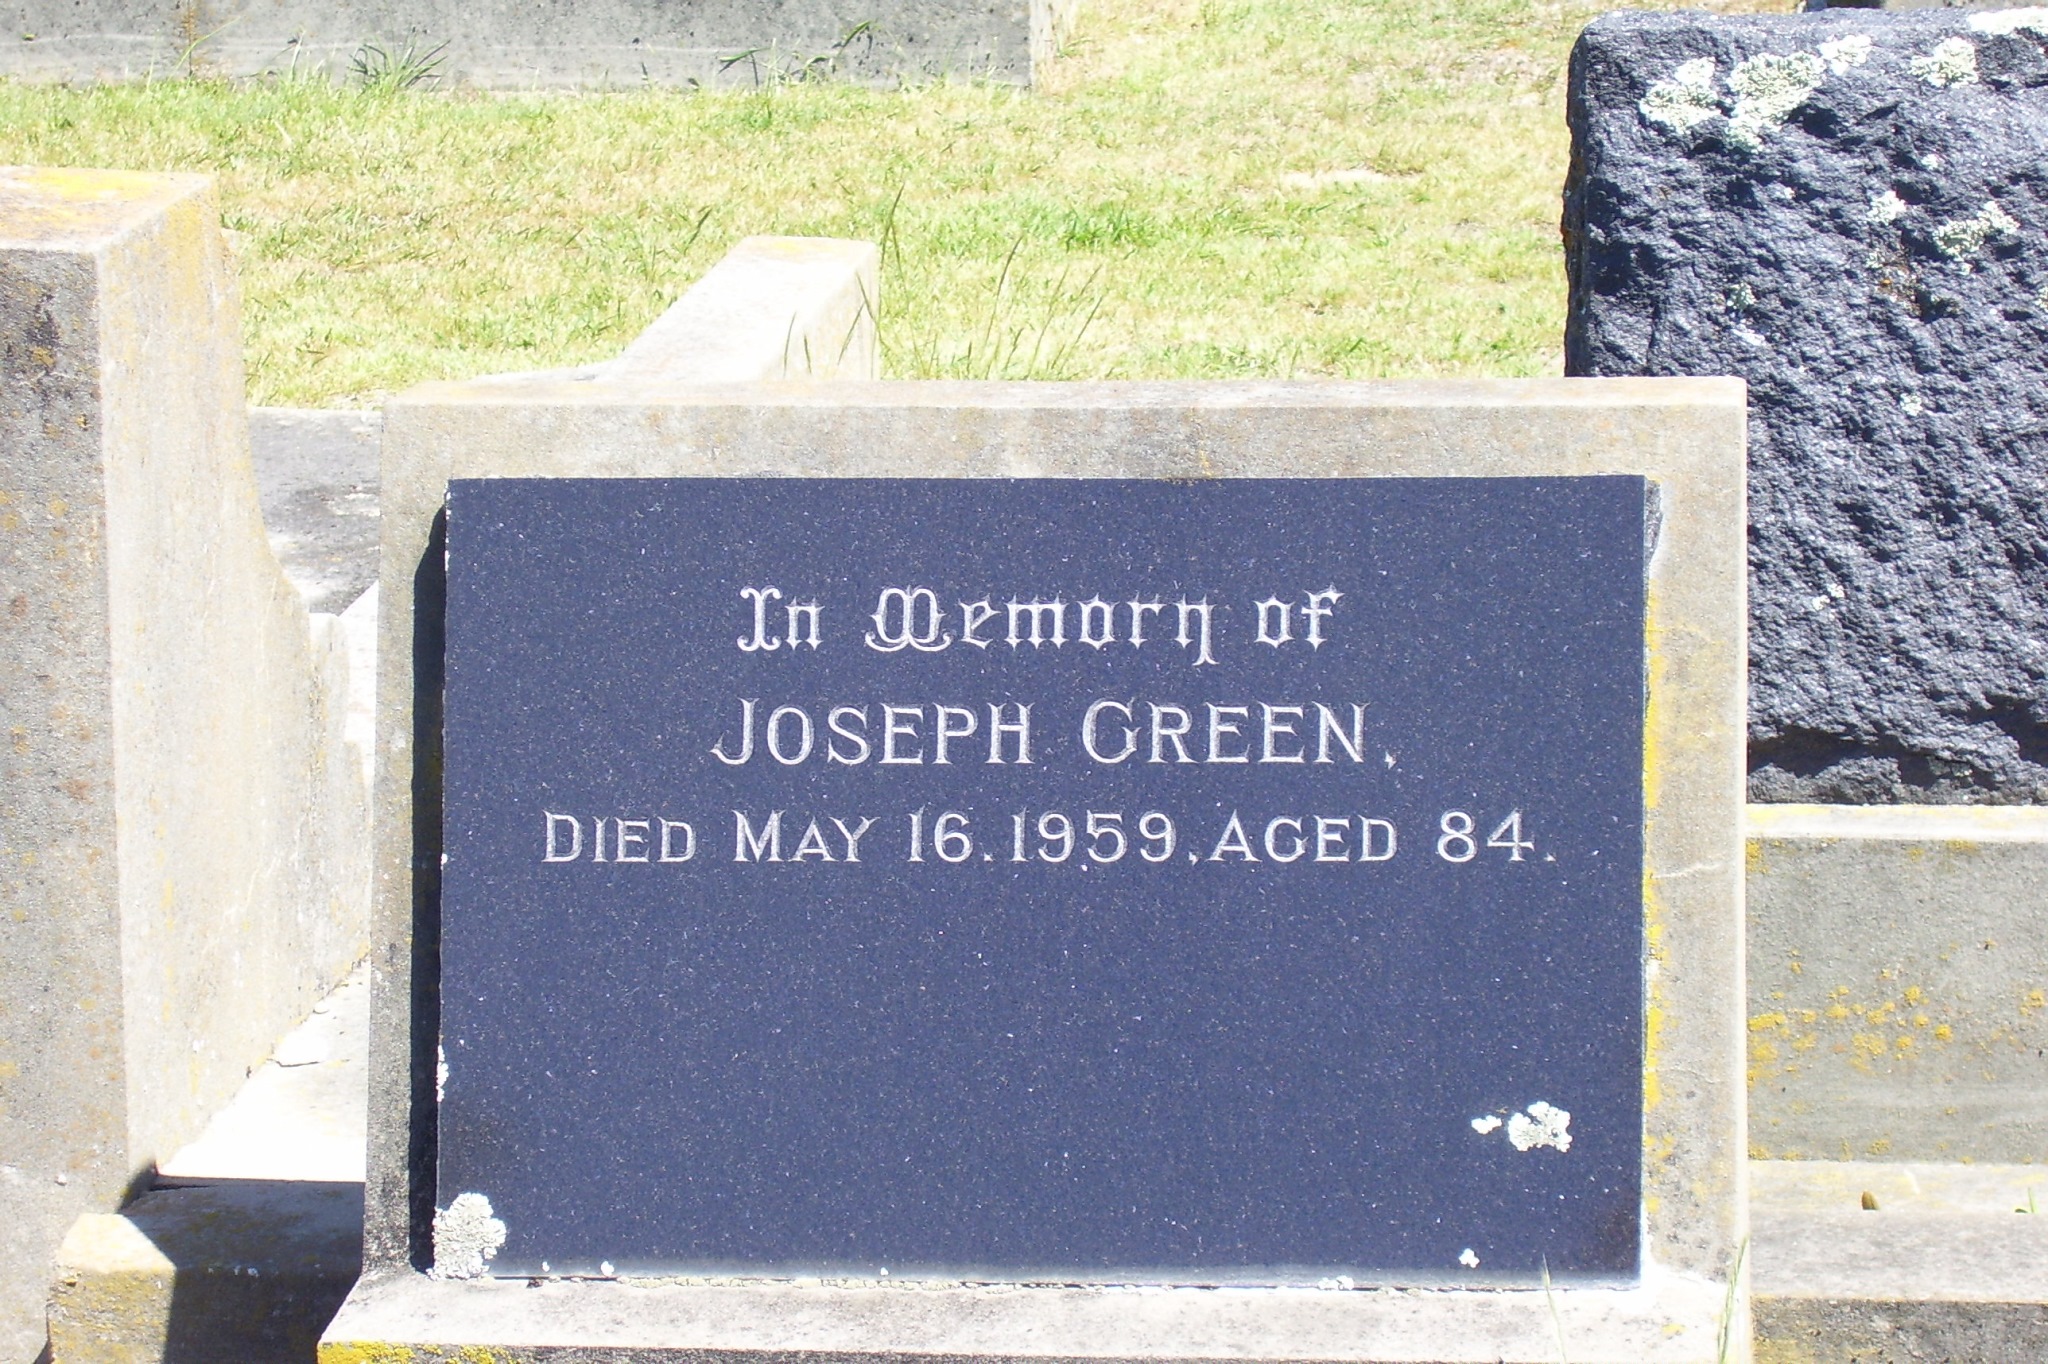 In Memory of
JOSEPH GREEN.
DIED MAY 16.1959, AGED 84.